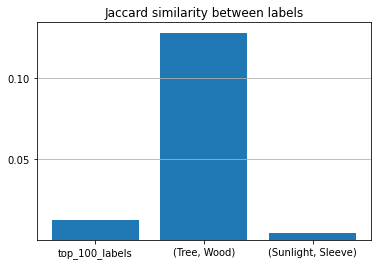 Jaccard similarity between labels
0.10
0.05
top_100_labels
(Tree, Wood)
(Sunlight, Sleeve)